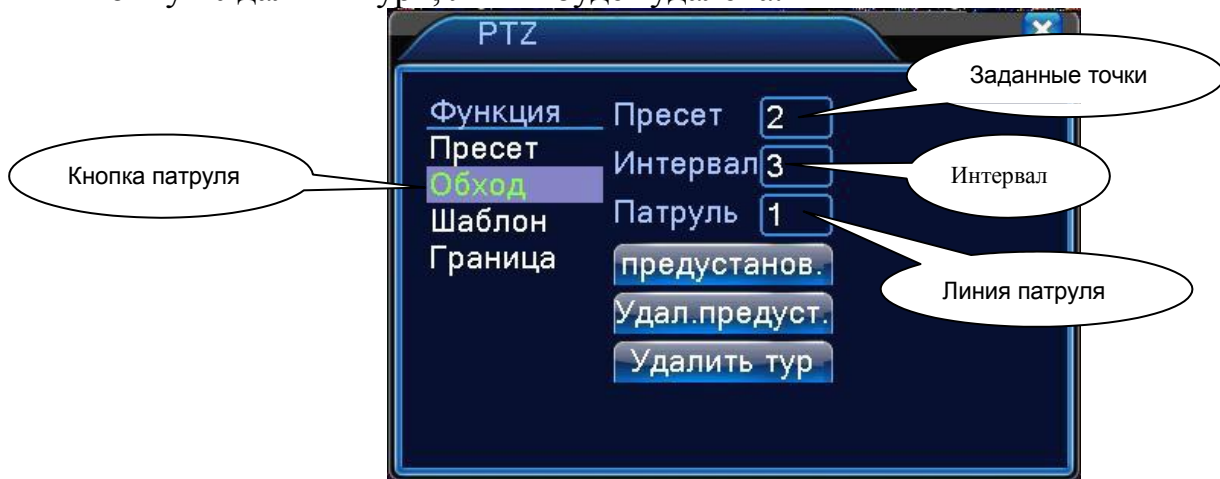 PTZ
Заданные точки
Функция
Пресет 2
Пресет
Интервал 3
Интервал
Кнопка патруля
Обход
Патруль 1
Шаблон
Граница
предустанов.
Линия патруля
Удал.предуст.
Удалить тур